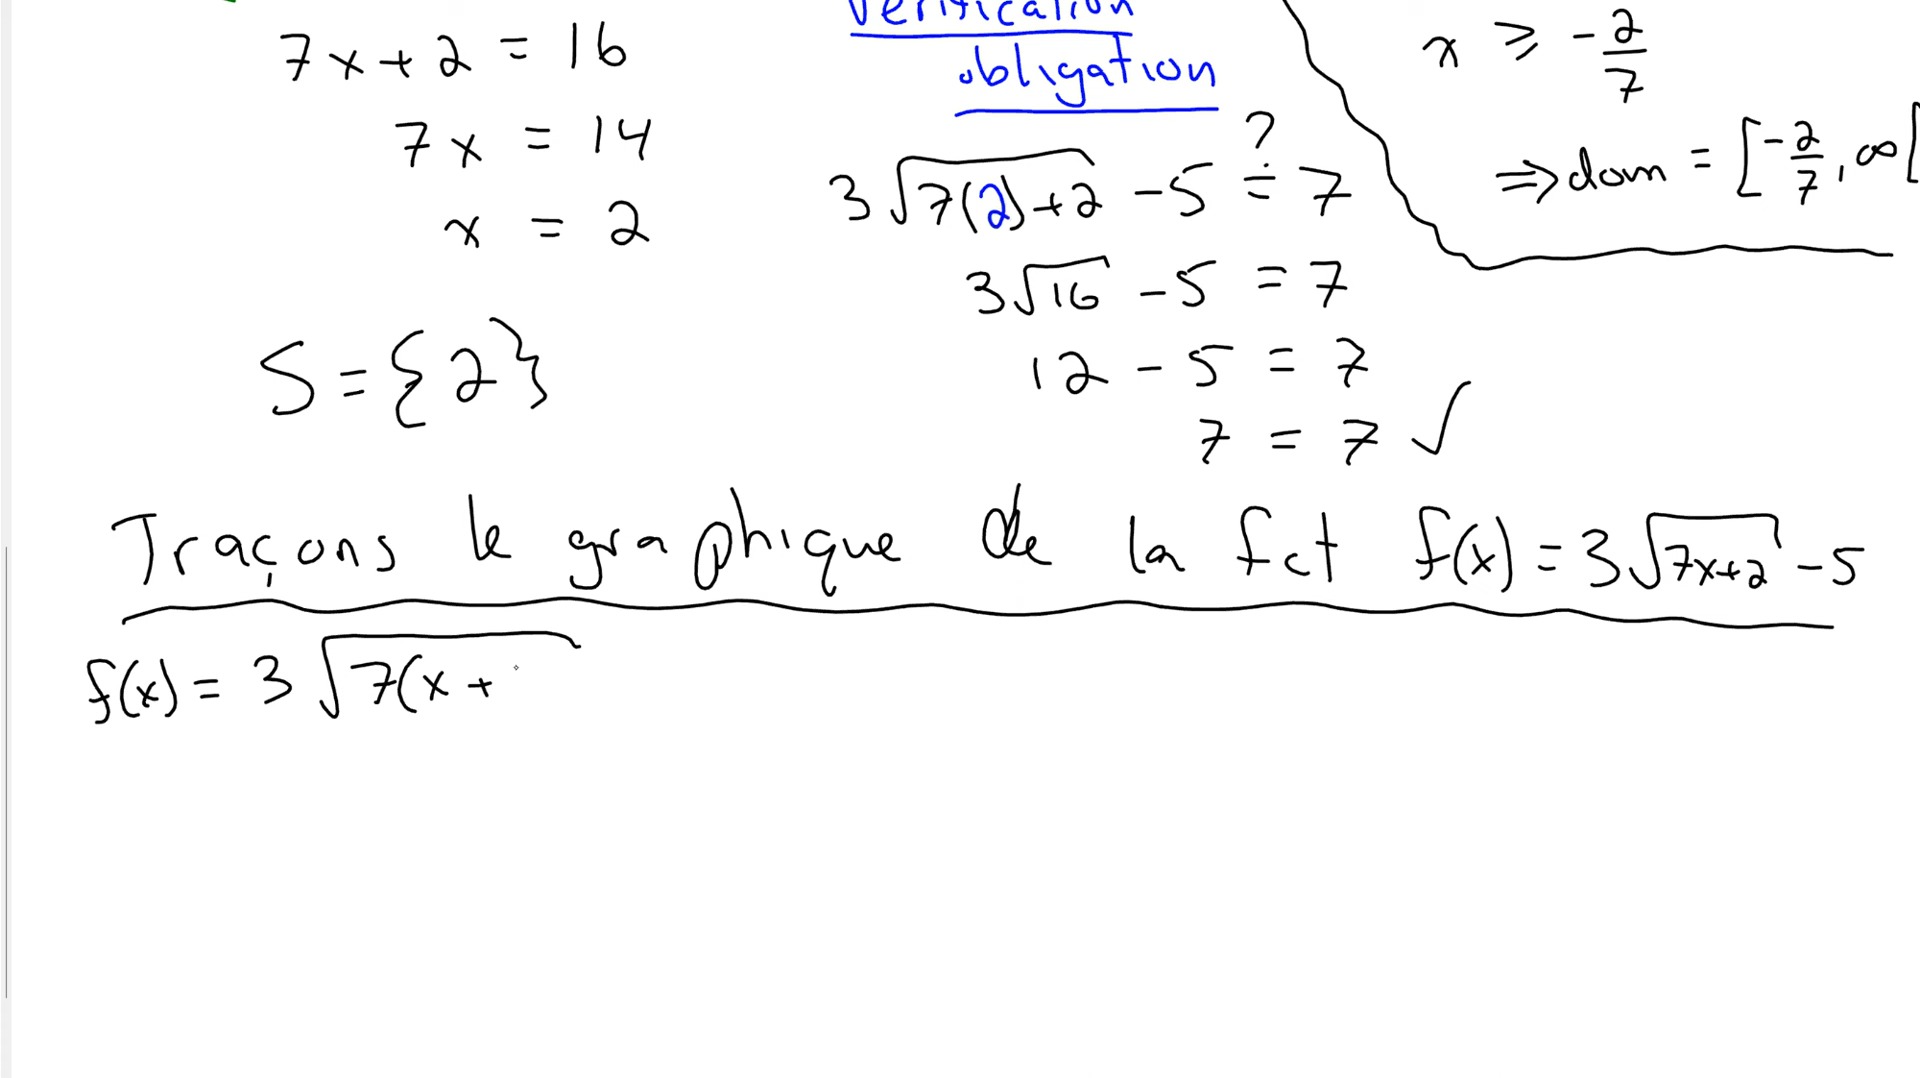 7x+2 = 16
7x = 14
x = 2
S = {2}
Vérification
obligation
3√(7(2)+2) - 5 ≟ 7
3√16 - 5 = 7
12 - 5 = 7
7 = 7 ✓
x ⩾ -2/7
⇒ dom = [-2/7, ∞[
Traçons le graphique de la fct f(x) = 3√(7x+2) - 5
f(x) = 3√7(x +